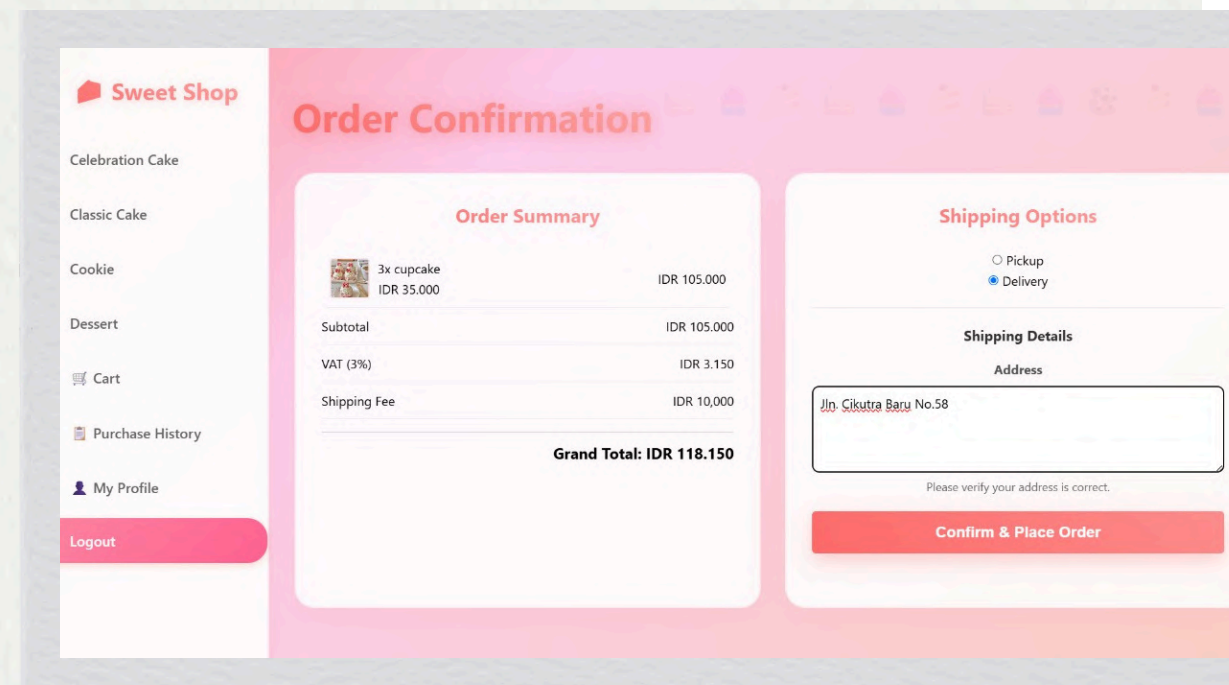 Sweet Shop
Celebration Cake
Classic Cake
Cookie
Dessert
Cart
Purchase History
My Profile
Logout
Order Confirmation
Order Summary
3x cupcake
IDR 35.000
IDR 105.000
Subtotal IDR 105.000
VAT (3%) IDR 3.150
Shipping Fee IDR 10,000
Grand Total: IDR 118.150
Shipping Options
Pickup
Delivery
Shipping Details
Address
Jln. Cikutra Baru No.58
Please verify your address is correct.
Confirm & Place Order